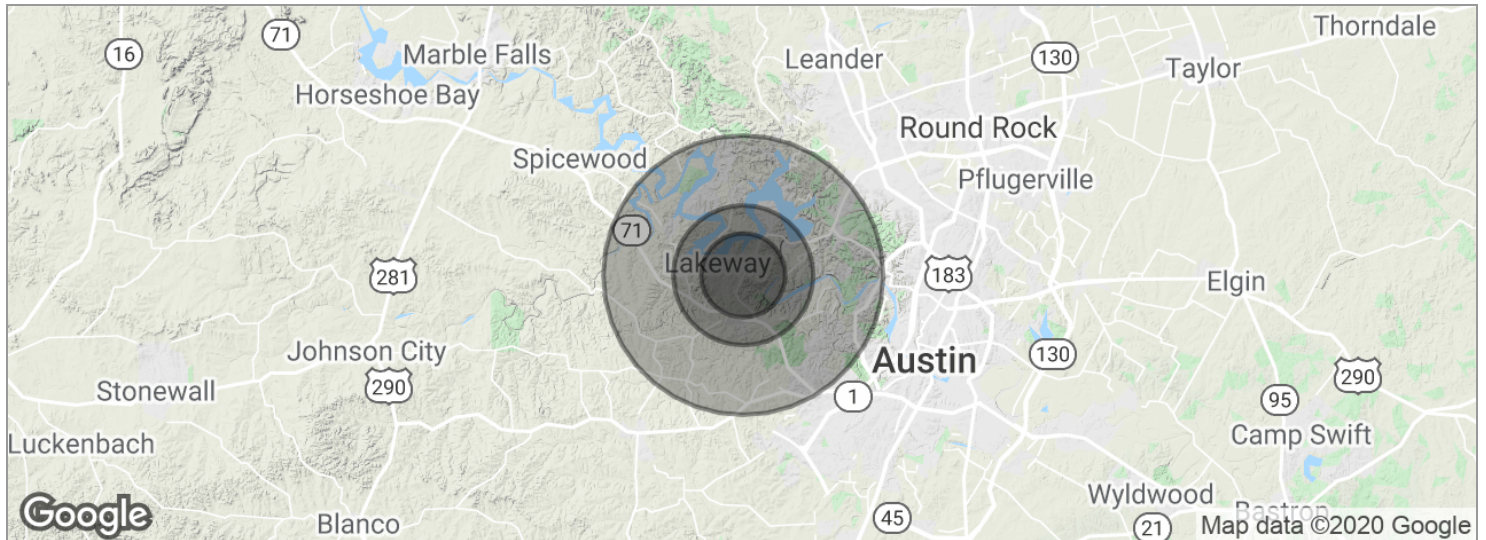 Thorndale
71
16
Marble Falls
Leander
130
Taylor
Horseshoe Bay
Round Rock
Spicewood
Pflugerville
71
Lakeway
281
183
Elgin
Johnson City
130
Austin
290
290
Stonewall
1
95
Luckenbach
Camp Swift
Wyldwood
Bastrop
Google
Blanco
45
21
Map data ©2020 Google